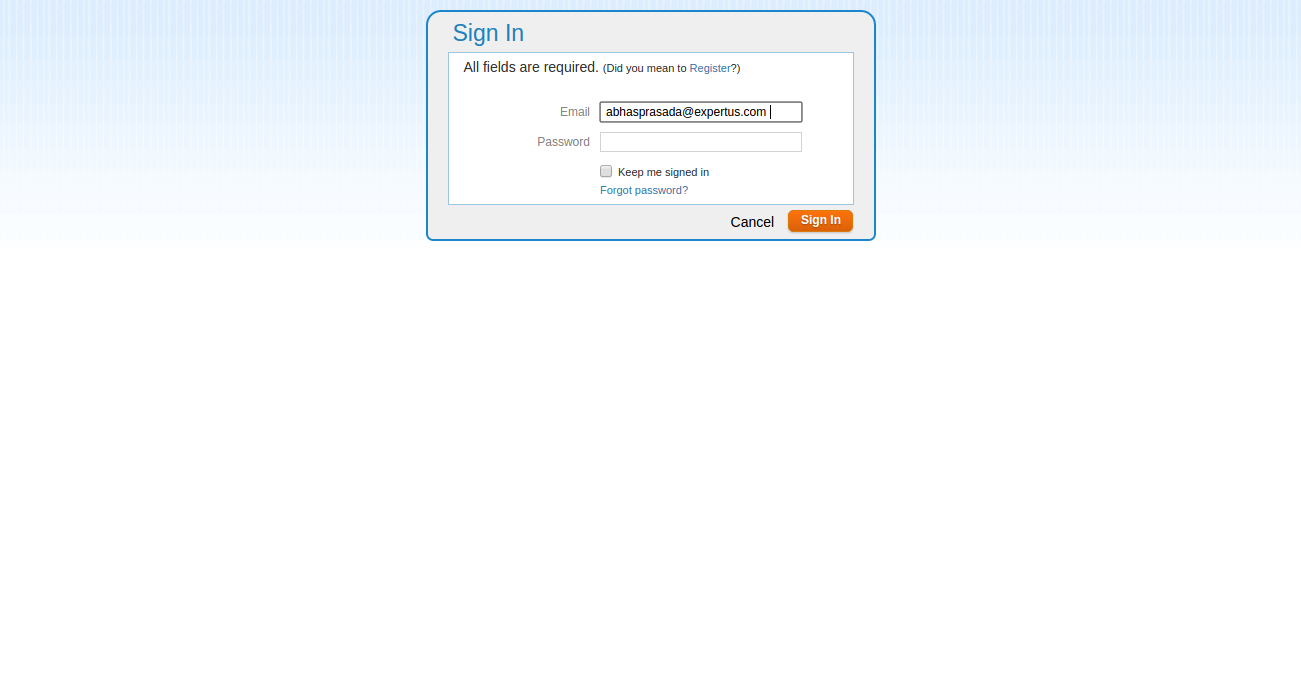 Sign In
All fields are required. (Did you mean to Register?)
Email abhasprasada@expertus.com
Password
Keep me signed in
Forgot password?
Cancel Sign In